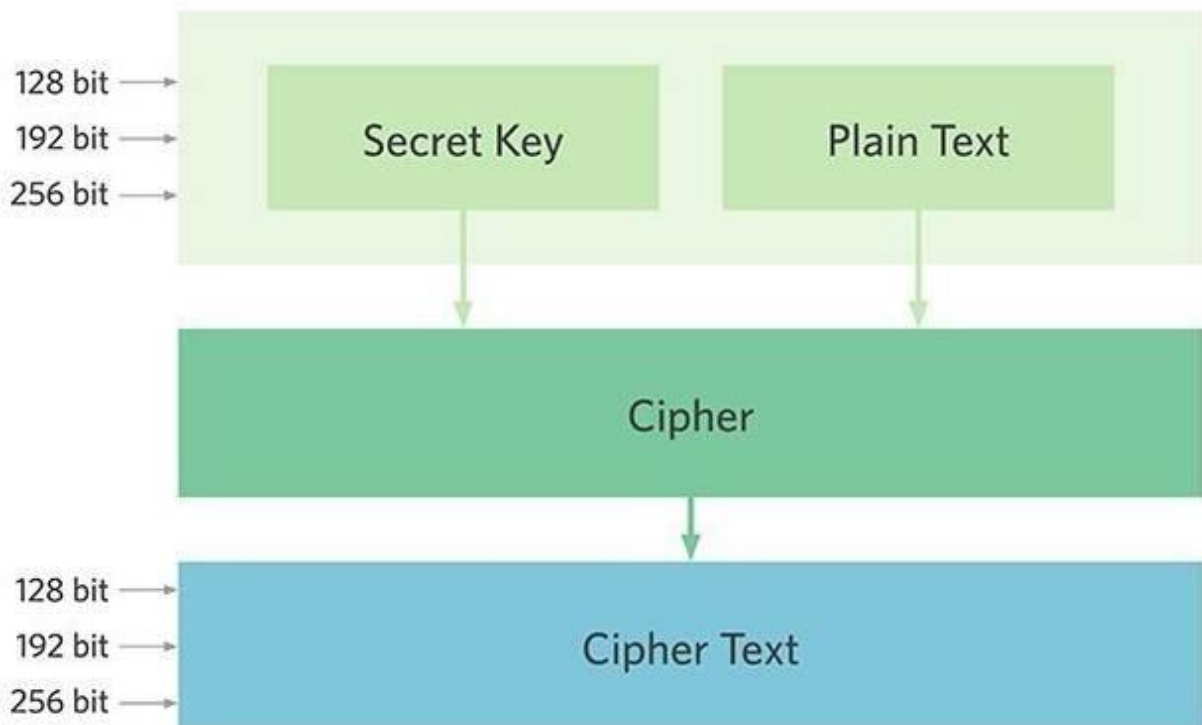 128 bit
192 bit
256 bit
Secret Key
Plain Text
Cipher
128 bit
192 bit
256 bit
Cipher Text